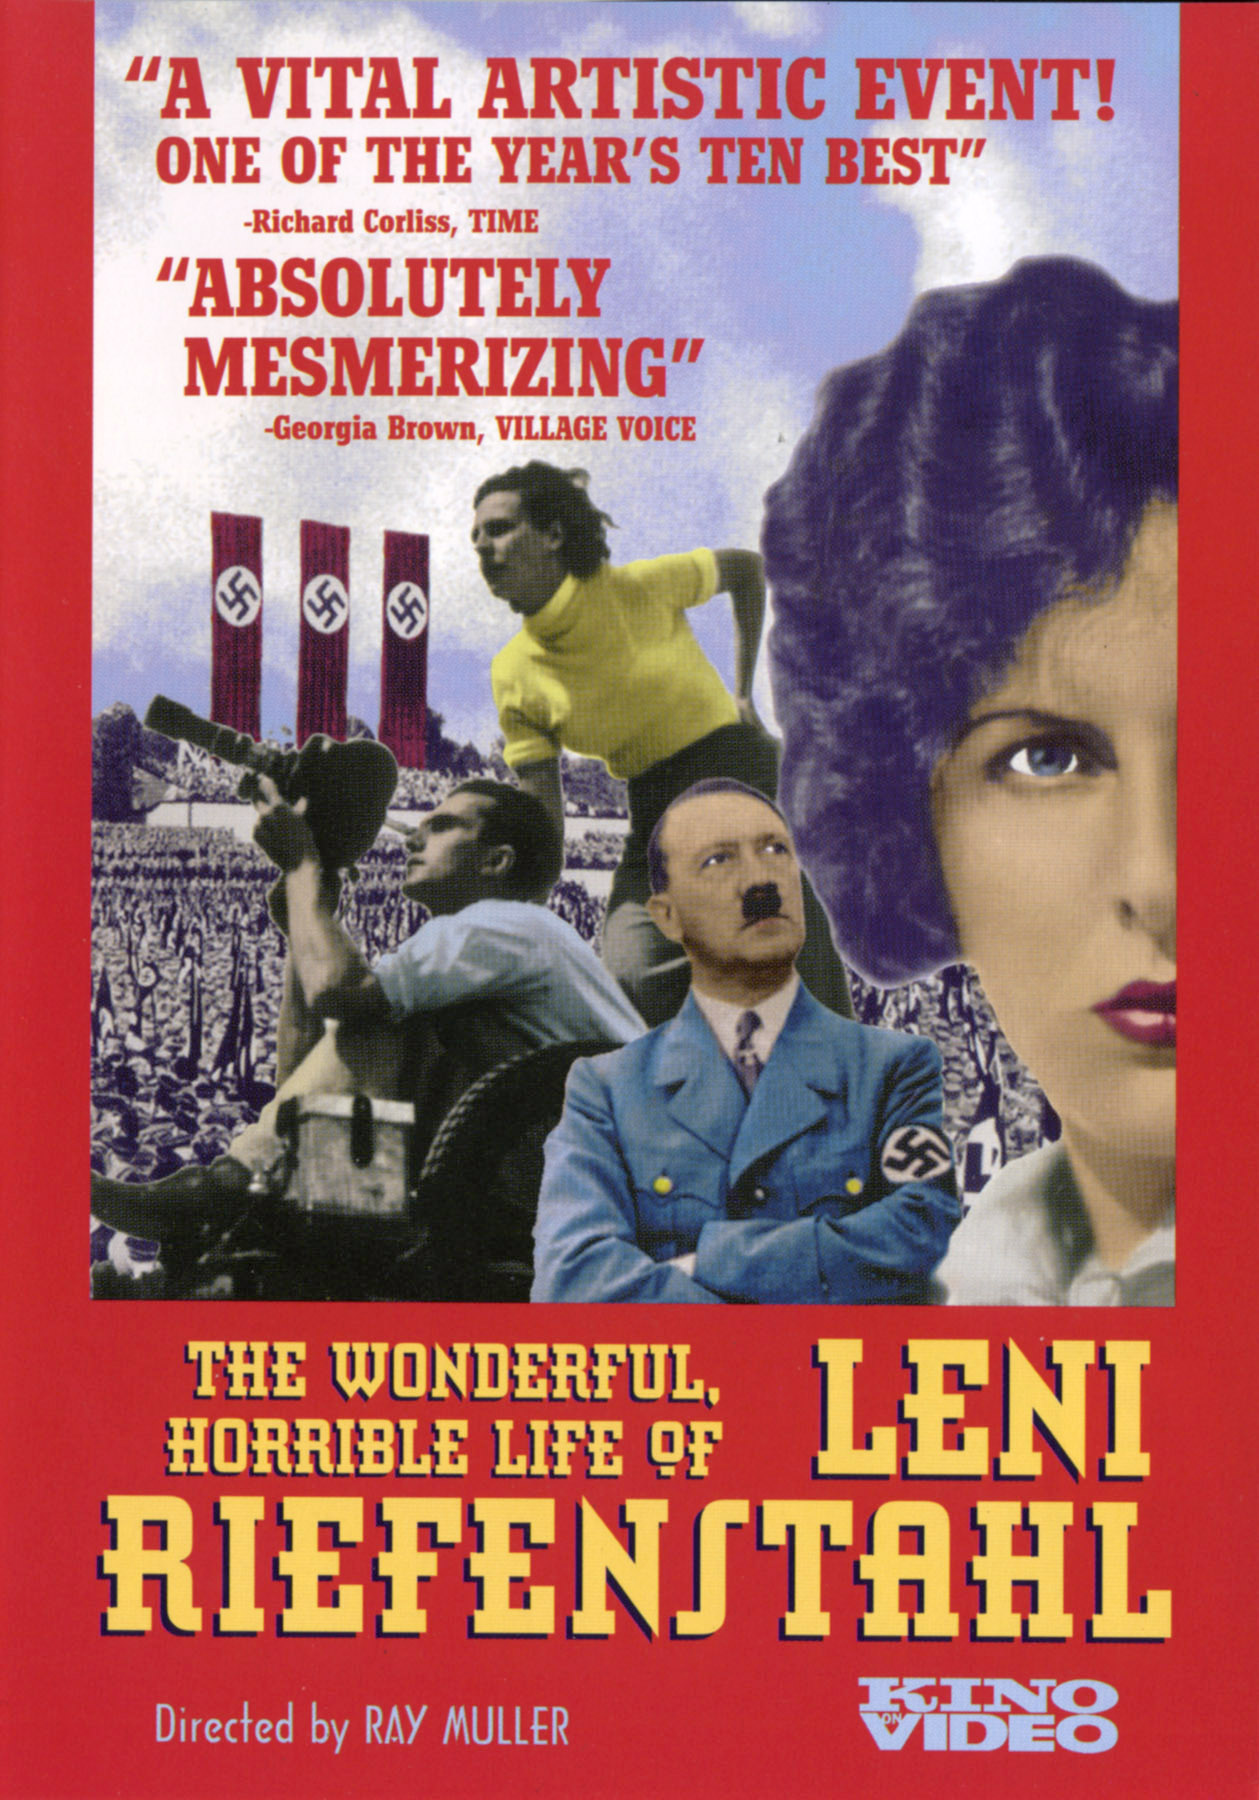 “A VITAL ARTISTIC EVENT!
ONE OF THE YEAR’S TEN BEST”
-Richard Corliss, TIME
“ABSOLUTELY
MESMERIZING”
-Georgia Brown, VILLAGE VOICE
THE WONDERFUL,
HORRIBLE LIFE OF
LENI
RIEFENSTAHL
Directed by RAY MULLER
KINO
ON
VIDEO